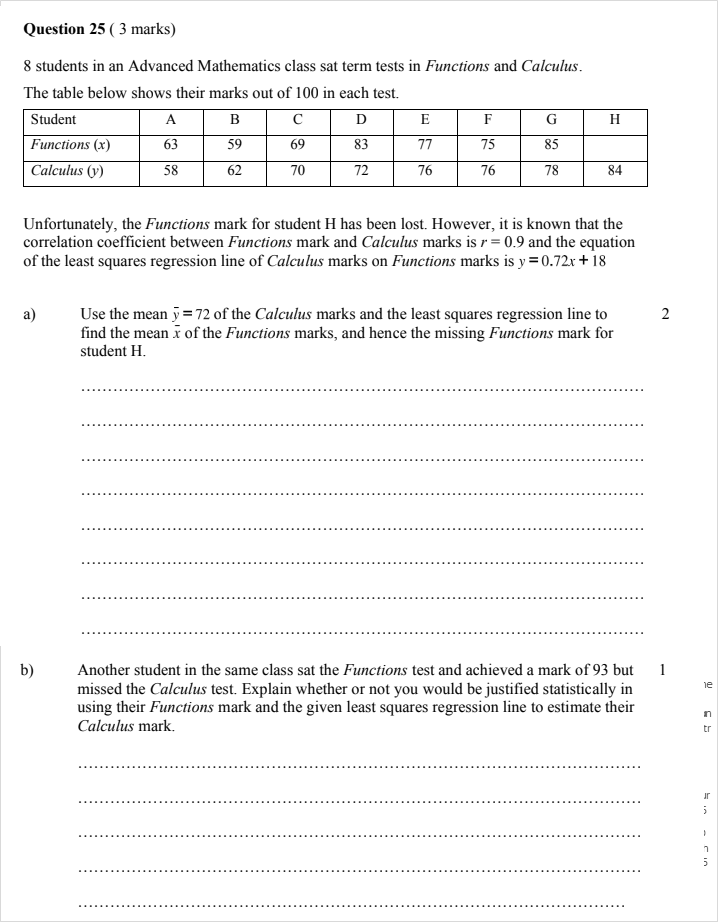 Question 25 ( 3 marks)
8 students in an Advanced Mathematics class sat term tests in Functions and Calculus.
The table below shows their marks out of 100 in each test.
Student A B C D E F G H
Functions (x) 63 59 69 83 77 75 85
Calculus (y) 58 62 70 72 76 76 78 84
Unfortunately, the Functions mark for student H has been lost. However, it is known that the
correlation coefficient between Functions mark and Calculus marks is r = 0.9 and the equation
of the least squares regression line of Calculus marks on Functions marks is y = 0.72x + 18
a) Use the mean ȳ = 72 of the Calculus marks and the least squares regression line to 2
find the mean x̄ of the Functions marks, and hence the missing Functions mark for
student H.
b) Another student in the same class sat the Functions test and achieved a mark of 93 but 1
missed the Calculus test. Explain whether or not you would be justified statistically in
using their Functions mark and the given least squares regression line to estimate their
Calculus mark.